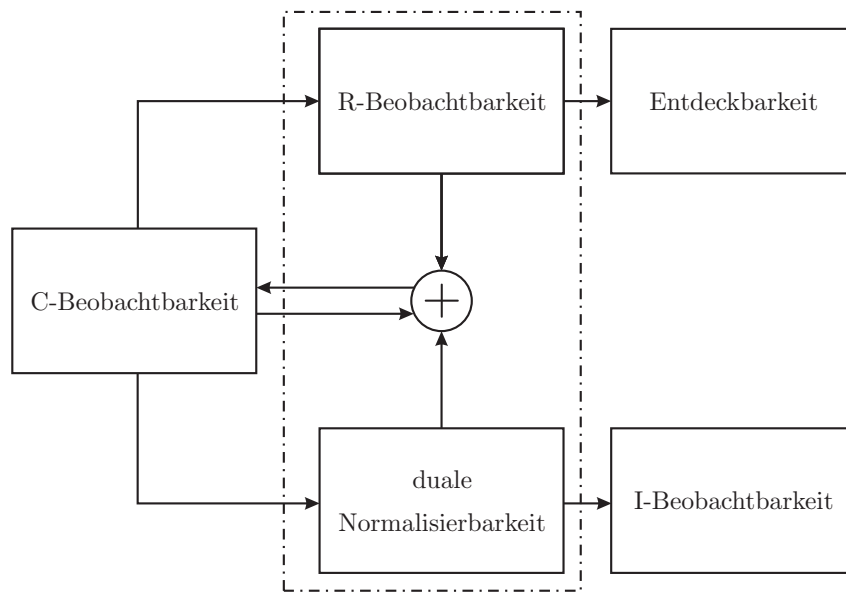 R-Beobachtbarkeit
Entdeckbarkeit
C-Beobachtbarkeit
+
duale
Normalisierbarkeit
I-Beobachtbarkeit